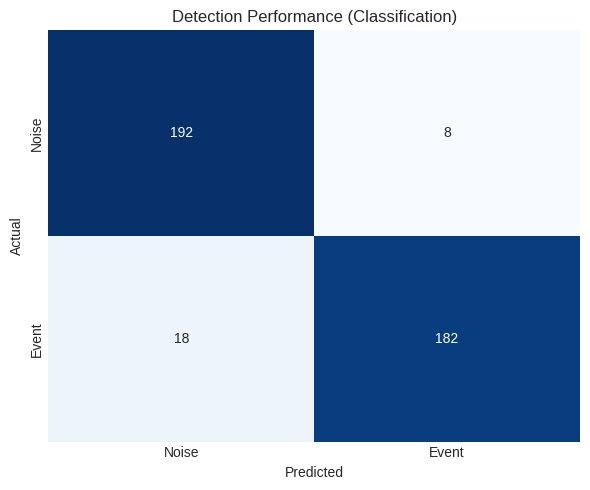 Detection Performance (Classification)
Noise
192
8
Actual
Event
18
182
Noise
Event
Predicted